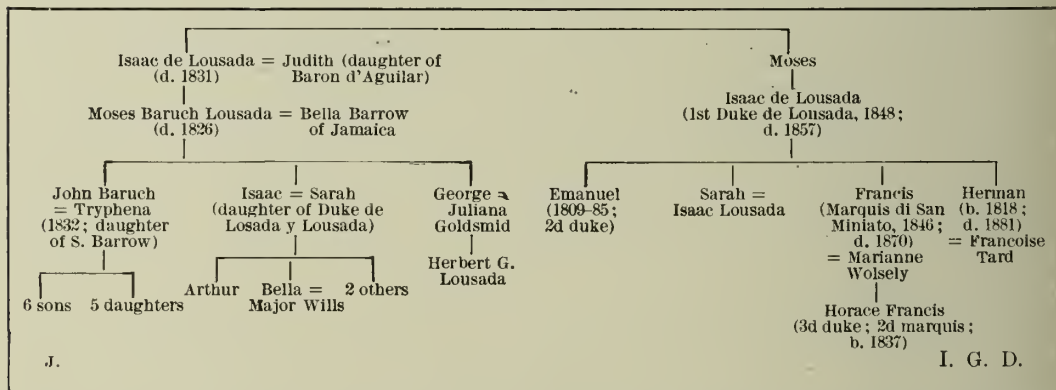 Isaac de Lousada = Judith (daughter of
(d. 1831) Baron d'Aguilar)
Moses
Moses Baruch Lousada = Bella Barrow
(d. 1826) of Jamaica
Isaac de Lousada
(1st Duke de Lousada, 1848;
d. 1857)
John Baruch
= Tryphena
(1832; daughter
of S. Barrow)
Isaac = Sarah
(daughter of Duke de
Losada y Lousada)
George =
Juliana
Goldsmid
Emanuel
(1809-85;
2d duke)
Sarah =
Isaac Lousada
Francis
(Marquis di San
Miniato, 1846;
d. 1870)
= Marianne
Wolsely
Herman
(b. 1818;
d. 1881)
= Francoise
Tard
6 sons 5 daughters
Arthur Bella = 2 others
Major Wills
Herbert G.
Lousada
Horace Francis
(3d duke; 2d marquis;
b. 1837)
J. I. G. D.